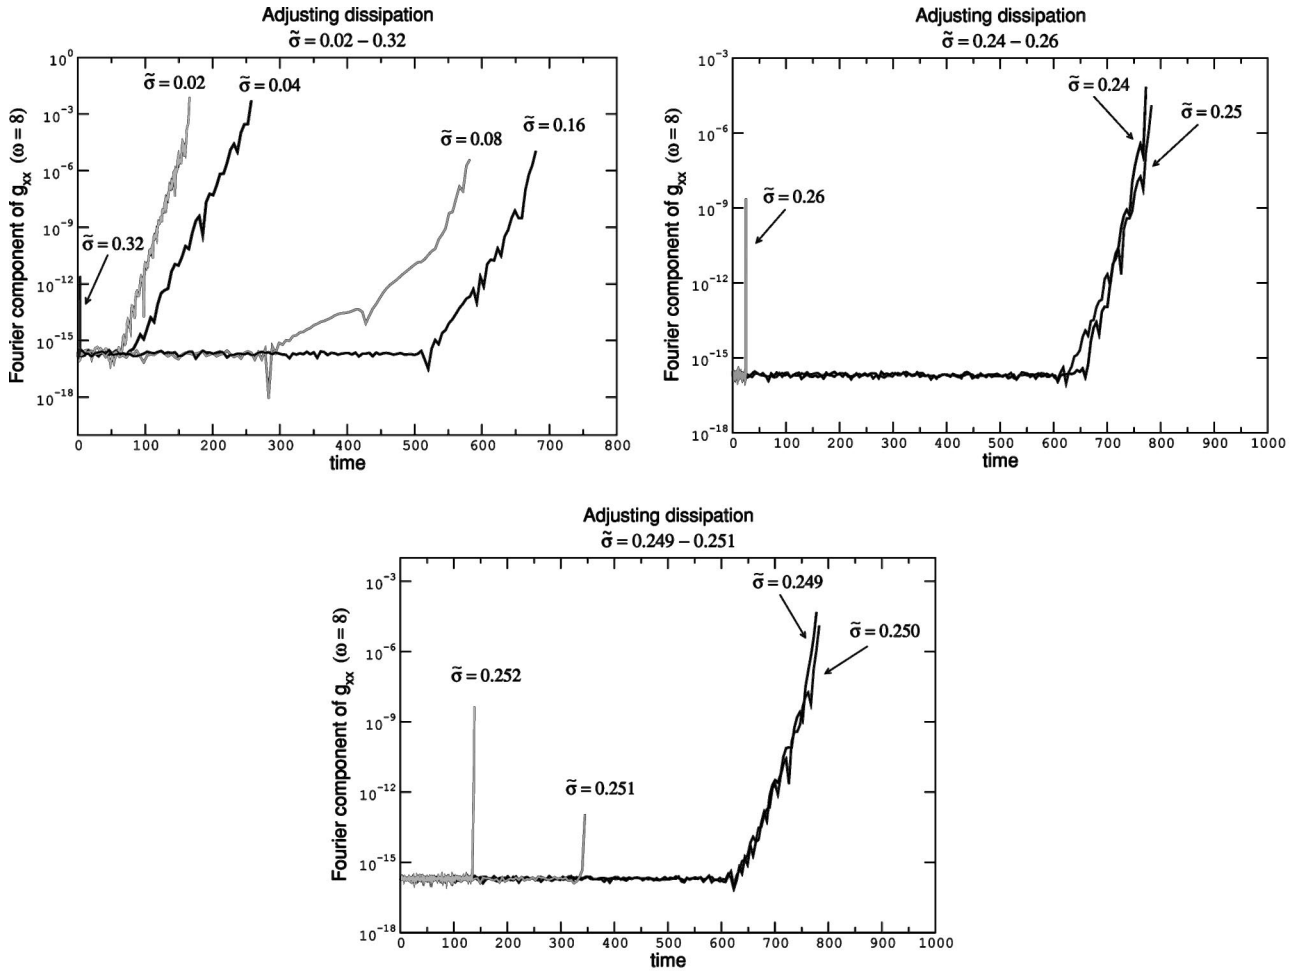 Adjusting dissipation
σ̃ = 0.02 – 0.32
Fourier component of gₓₓ (ω = 8)
10⁰
10⁻³
10⁻⁶
10⁻⁹
10⁻¹²
10⁻¹⁵
10⁻¹⁸
σ̃ = 0.02
σ̃ = 0.04
σ̃ = 0.08
σ̃ = 0.16
σ̃ = 0.32
0 100 200 300 400 500 600 700 800
time
Adjusting dissipation
σ̃ = 0.24 – 0.26
Fourier component of gₓₓ (ω = 8)
10⁻³
10⁻⁶
10⁻⁹
10⁻¹²
10⁻¹⁵
10⁻¹⁸
σ̃ = 0.24
σ̃ = 0.25
σ̃ = 0.26
0 100 200 300 400 500 600 700 800 900 1000
time
Adjusting dissipation
σ̃ = 0.249 – 0.251
Fourier component of gₓₓ (ω = 8)
10⁻³
10⁻⁶
10⁻⁹
10⁻¹²
10⁻¹⁵
10⁻¹⁸
σ̃ = 0.249
σ̃ = 0.250
σ̃ = 0.252
σ̃ = 0.251
0 100 200 300 400 500 600 700 800 900 1000
time